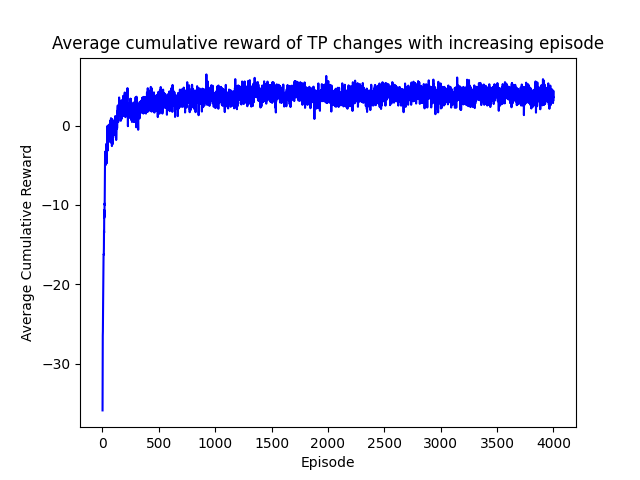 Average cumulative reward of TP changes with increasing episode
0
−10
−20
−30
Average Cumulative Reward
0 500 1000 1500 2000 2500 3000 3500 4000
Episode